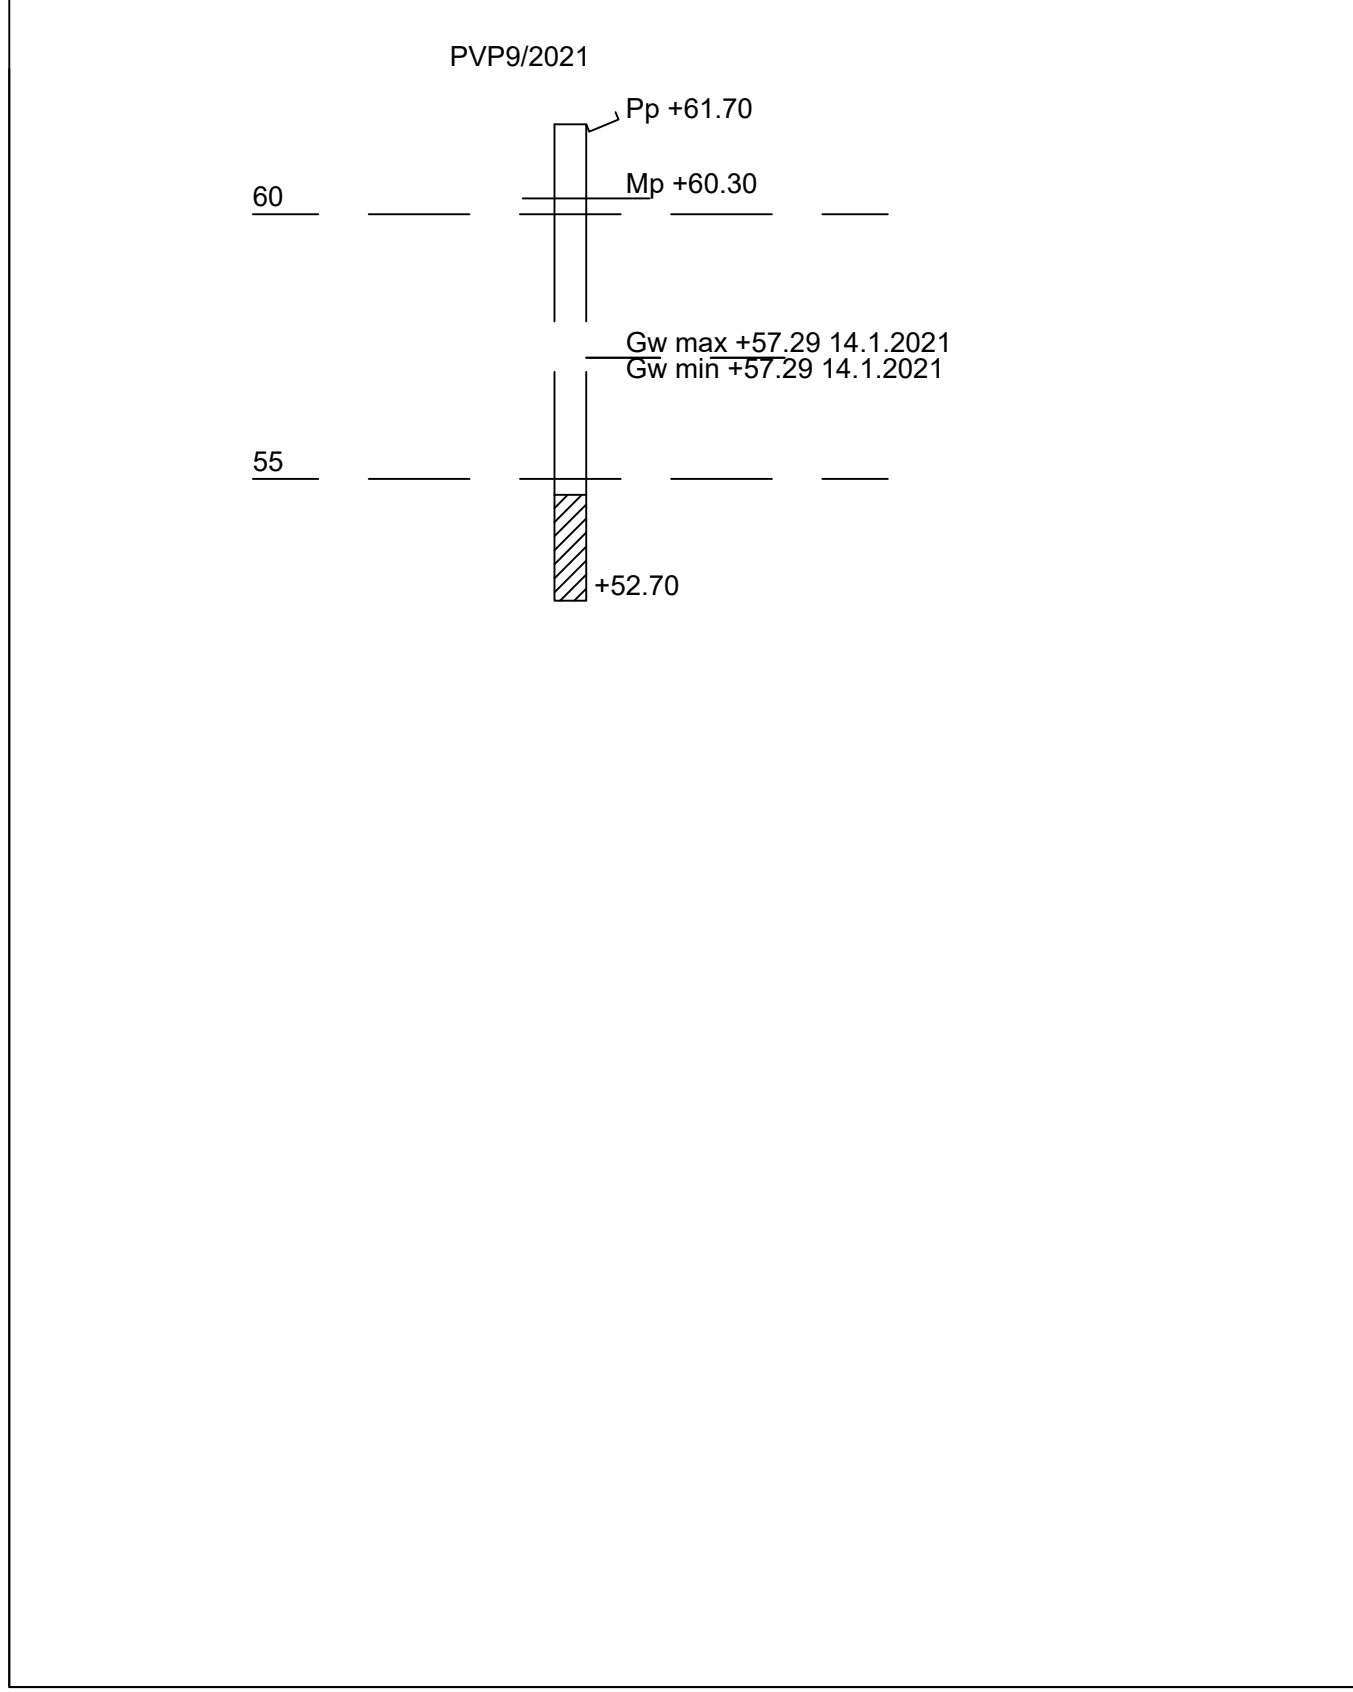 PVP9/2021
Pp +61.70
Mp +60.30
60
Gw max +57.29 14.1.2021
Gw min +57.29 14.1.2021
55
+52.70